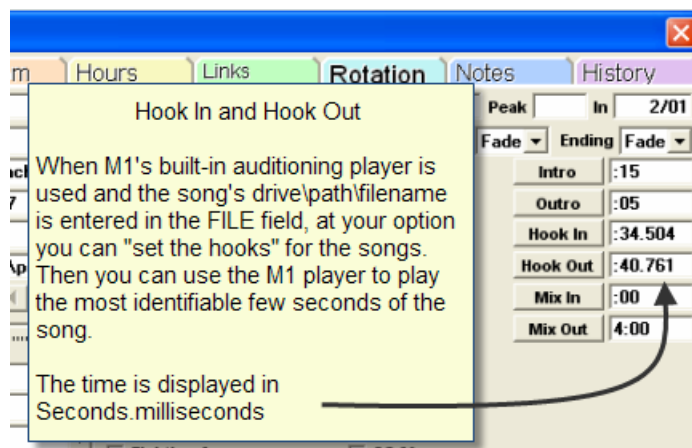 Hours Links Rotation Notes History
Hook In and Hook Out
When M1's built-in auditioning player is
used and the song's drive\path\filename
is entered in the FILE field, at your option
you can "set the hooks" for the songs.
Then you can use the M1 player to play
the most identifiable few seconds of the
song.
The time is displayed in
Seconds.milliseconds
Peak In 2/01
Fade Ending Fade
Intro :15
Outro :05
Hook In :34.504
Hook Out :40.761
Mix In :00
Mix Out 4:00